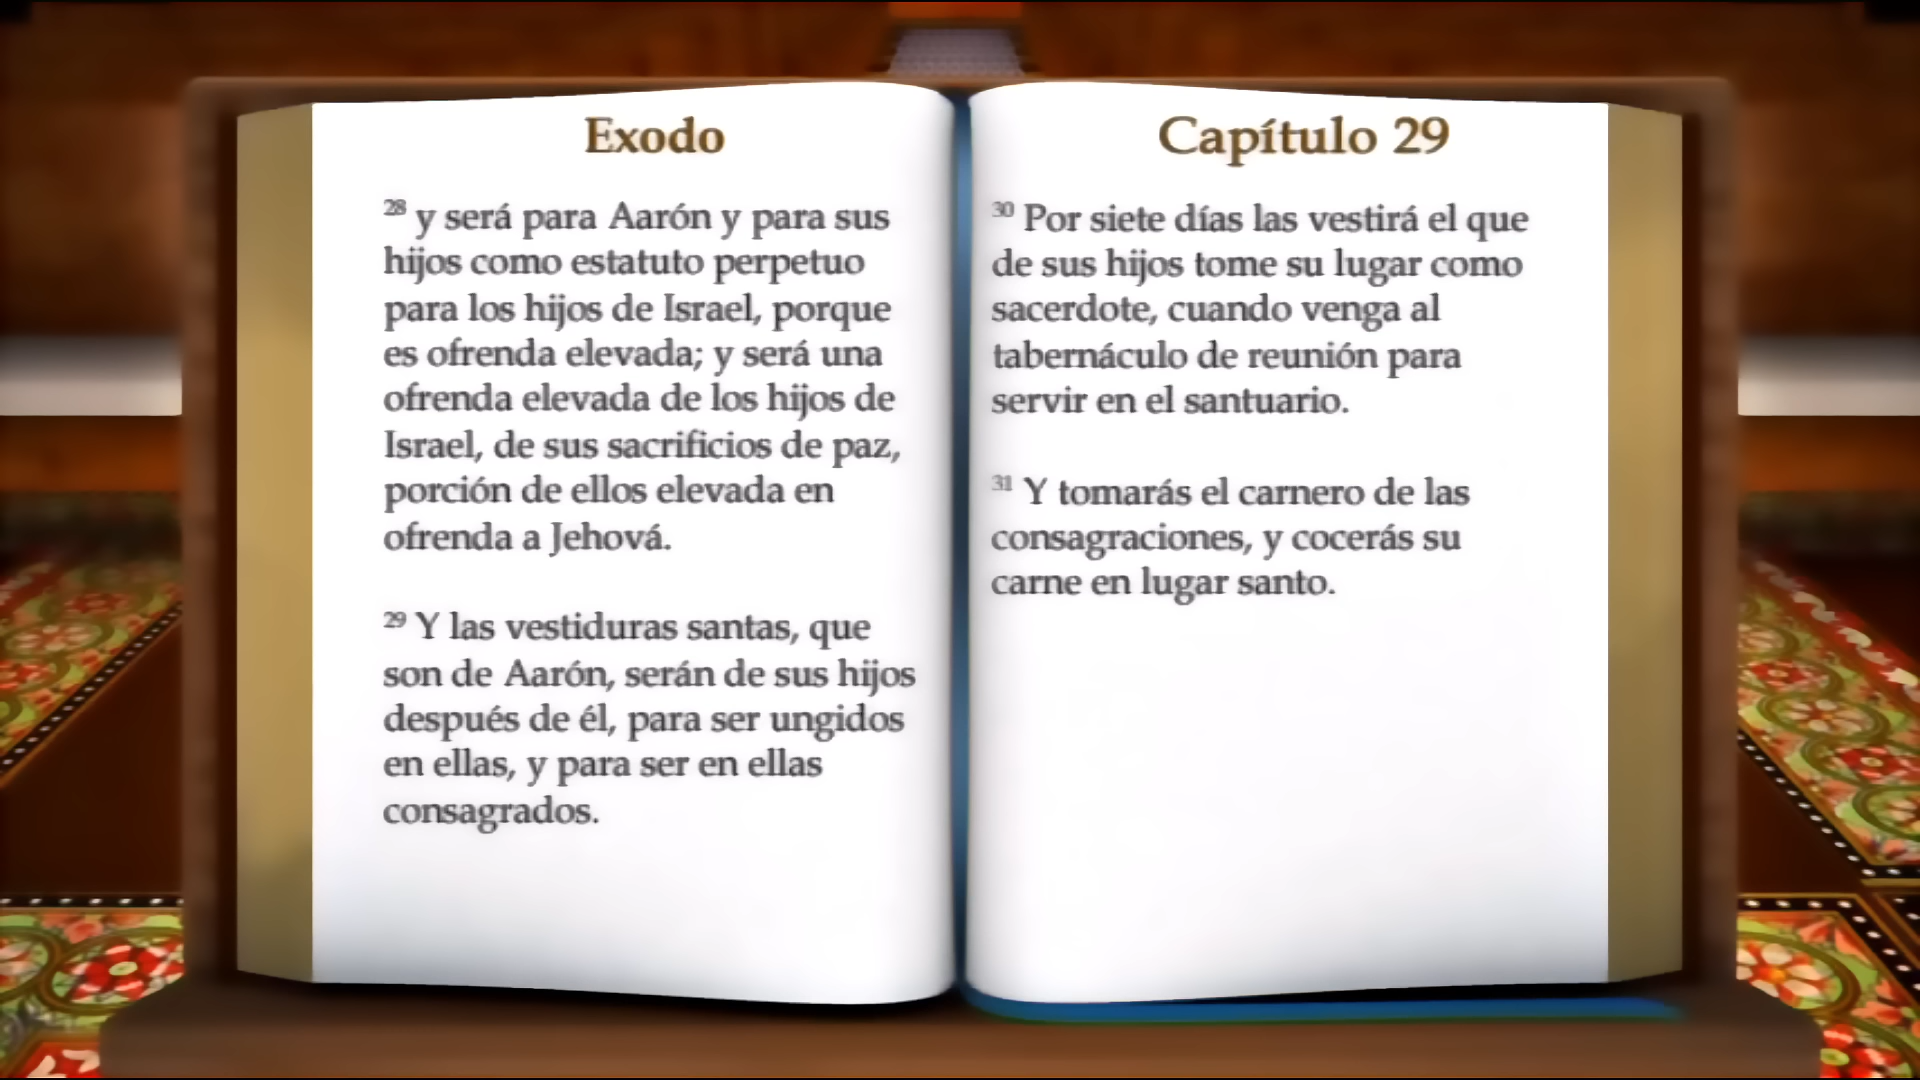 Exodo
28 y será para Aarón y para sus
hijos como estatuto perpetuo
para los hijos de Israel, porque
es ofrenda elevada; y será una
ofrenda elevada de los hijos de
Israel, de sus sacrificios de paz,
porción de ellos elevada en
ofrenda a Jehová.
29 Y las vestiduras santas, que
son de Aarón, serán de sus hijos
después de él, para ser ungidos
en ellas, y para ser en ellas
consagrados.
Capítulo 29
30 Por siete días las vestirá el que
de sus hijos tome su lugar como
sacerdote, cuando venga al
tabernáculo de reunión para
servir en el santuario.
31 Y tomarás el carnero de las
consagraciones, y cocerás su
carne en lugar santo.